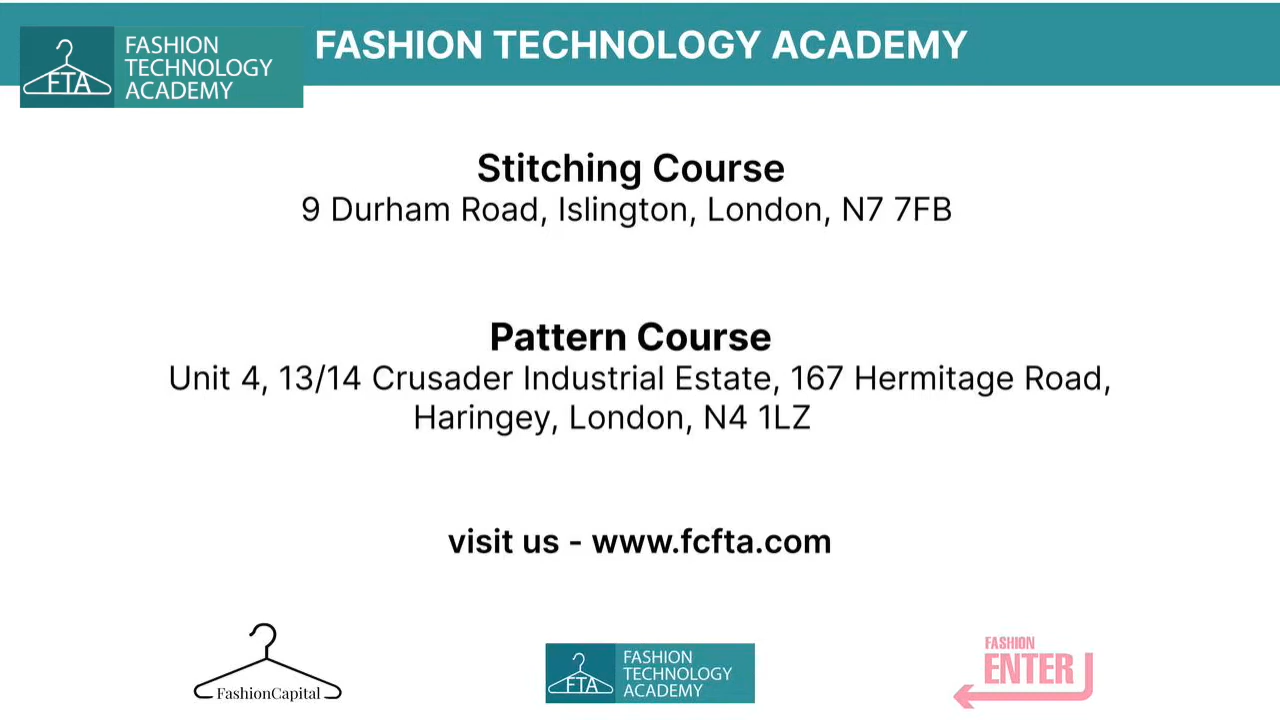 FTA
FASHION
TECHNOLOGY
ACADEMY
FASHION TECHNOLOGY ACADEMY
Stitching Course
9 Durham Road, Islington, London, N7 7FB
Pattern Course
Unit 4, 13/14 Crusader Industrial Estate, 167 Hermitage Road,
Haringey, London, N4 1LZ
visit us - www.fcfta.com
FashionCapital
FTA
FASHION
TECHNOLOGY
ACADEMY
FASHION
ENTER